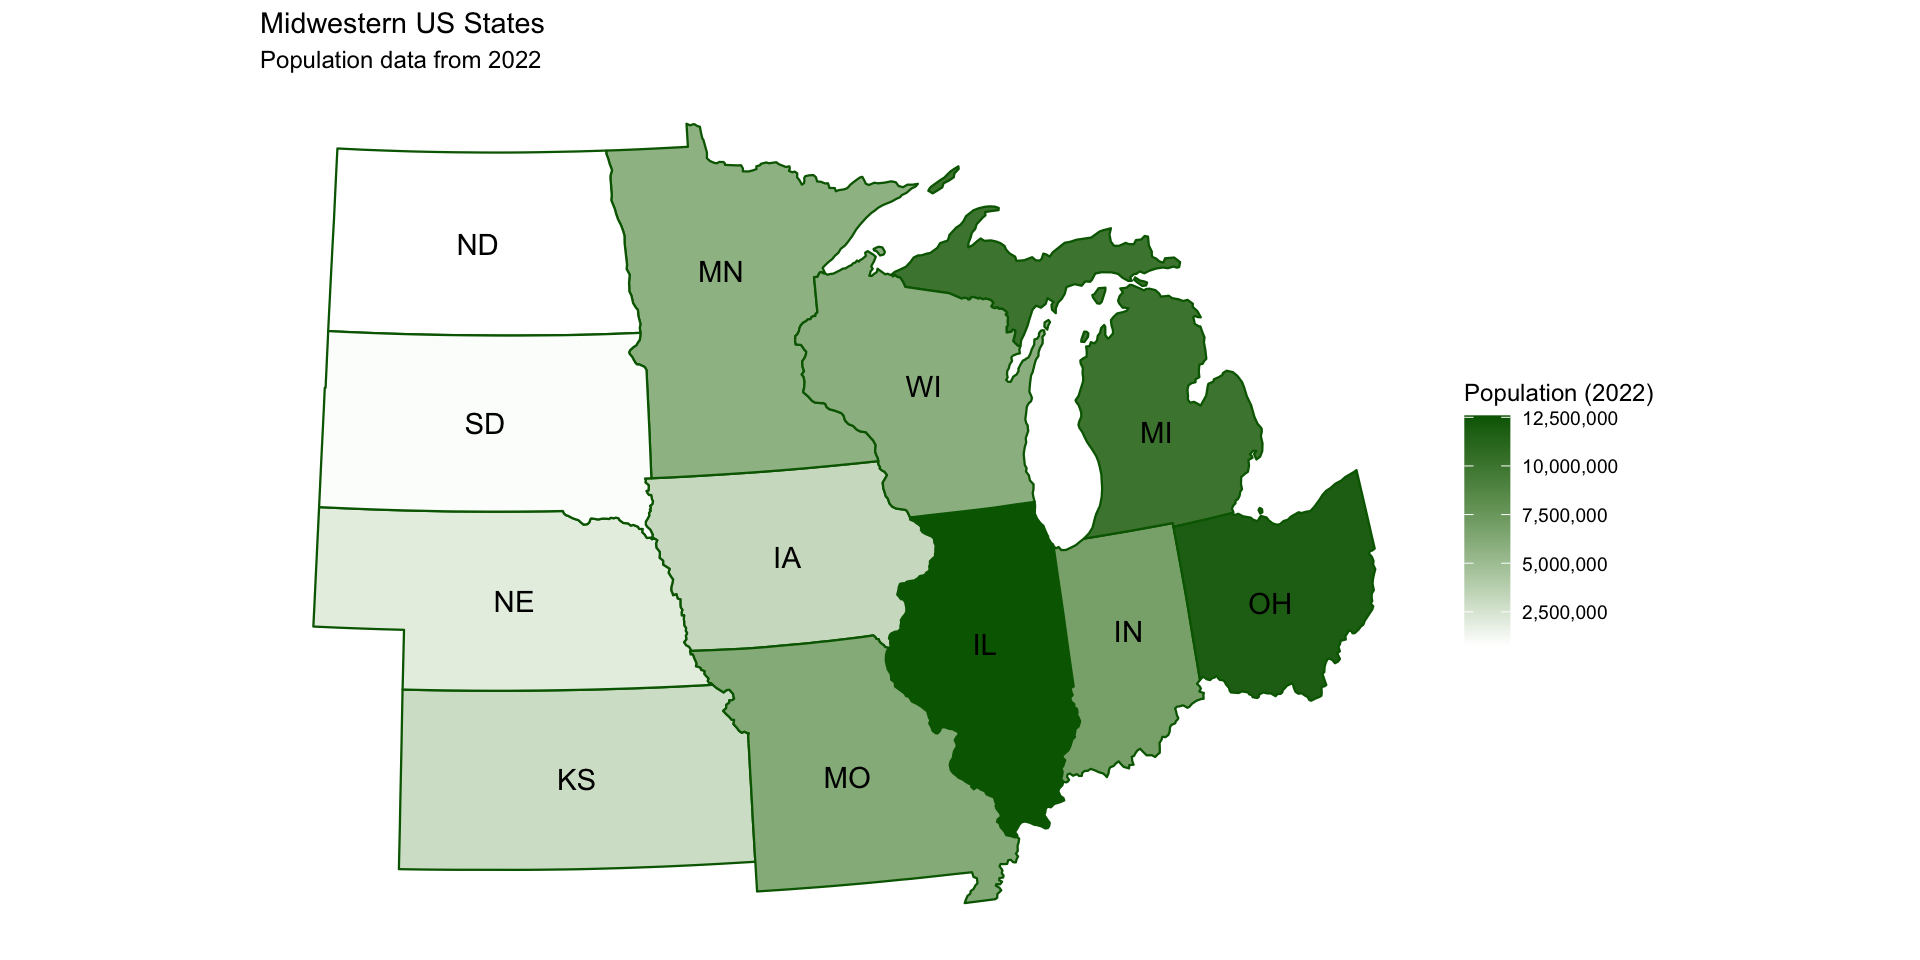 Midwestern US States
Population data from 2022
ND
MN
WI
SD
MI
IA
NE
IL
IN
OH
KS
MO
Population (2022)
12,500,000
10,000,000
7,500,000
5,000,000
2,500,000